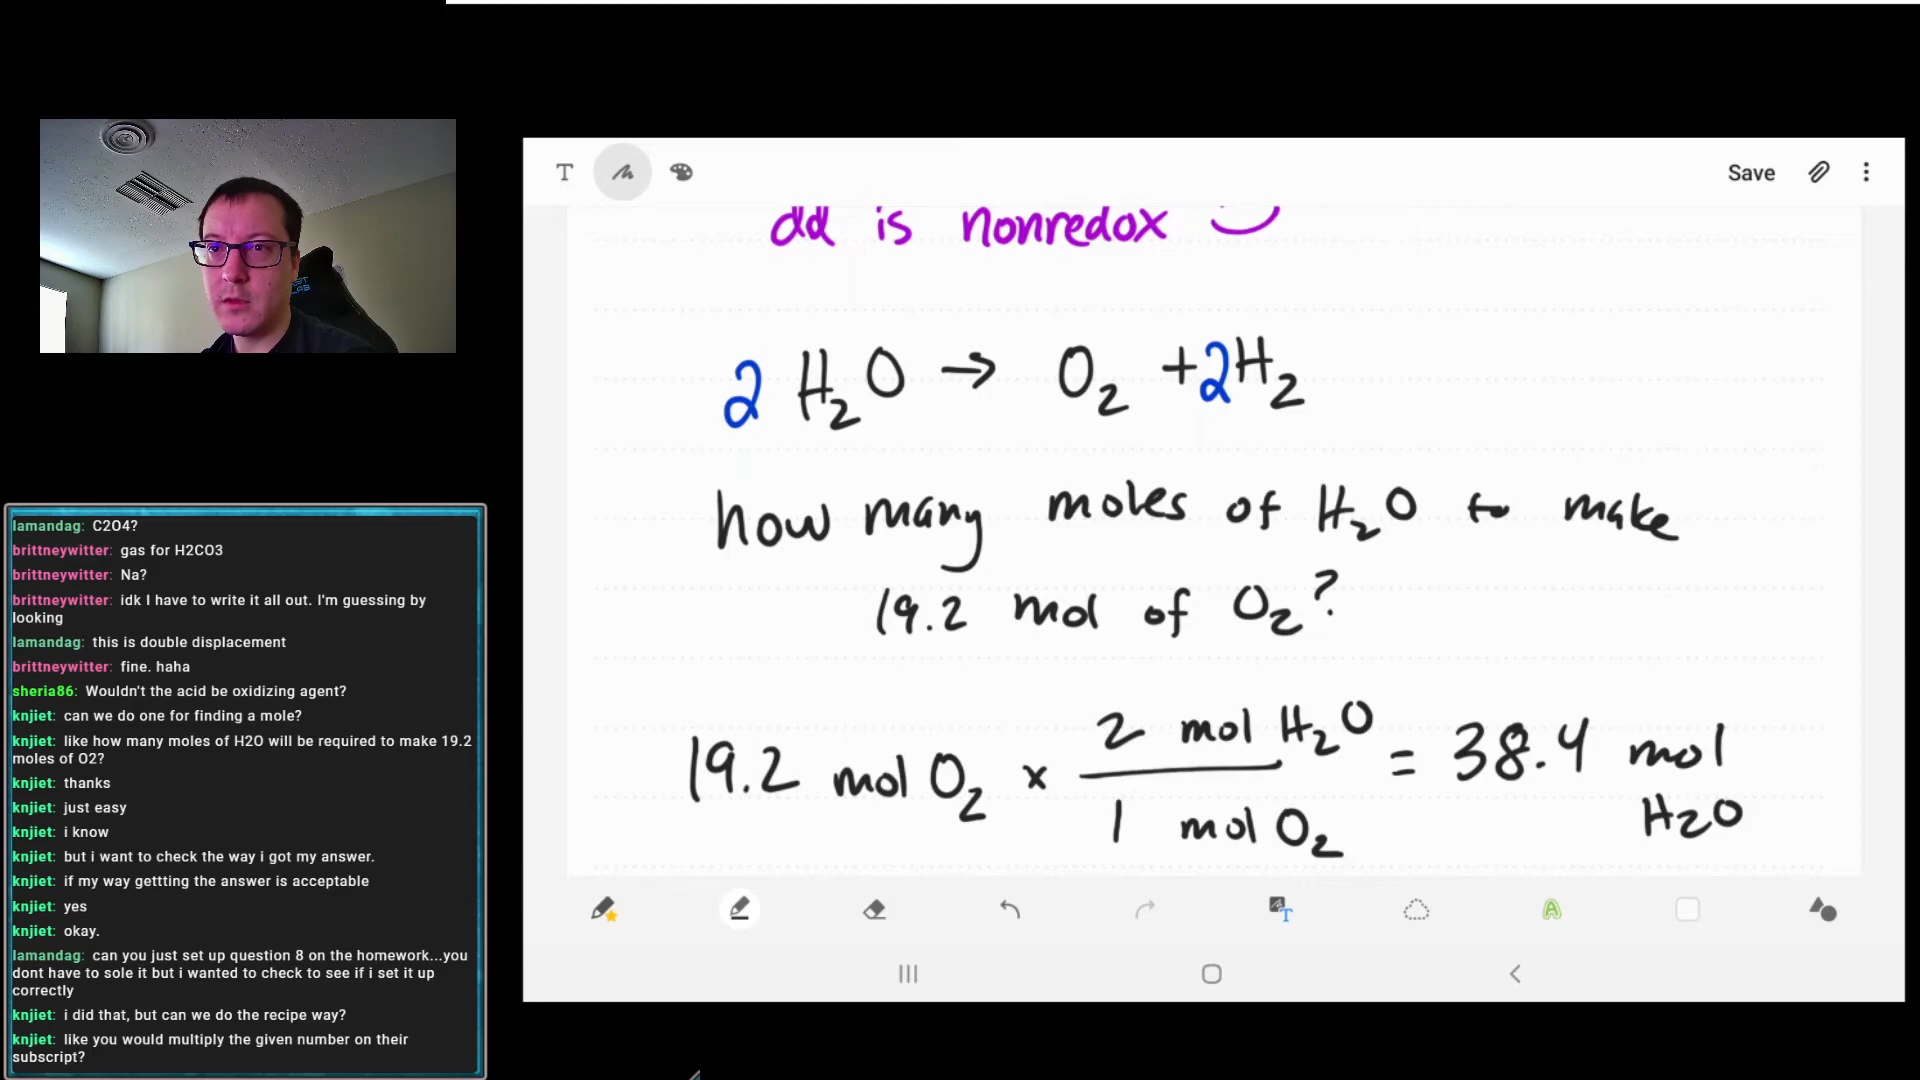 T
Save
dd is nonredox
2 H₂O → O₂ + 2H₂
how many moles of H₂O to make
19.2 mol of O₂?
19.2 mol O₂ x 2 mol H₂O / 1 mol O₂ = 38.4 mol
H₂O
lamandag: C2O4?
brittneywitter: gas for H2CO3
brittneywitter: Na?
brittneywitter: idk I have to write it all out. I'm guessing by
looking
lamandag: this is double displacement
brittneywitter: fine. haha
sheria86: Wouldn't the acid be oxidizing agent?
knjiet: can we do one for finding a mole?
knjiet: like how many moles of H2O will be required to make 19.2
moles of O2?
knjiet: thanks
knjiet: just easy
knjiet: i know
knjiet: but i want to check the way i got my answer.
knjiet: if my way gettting the answer is acceptable
knjiet: yes
knjiet: okay.
lamandag: can you just set up question 8 on the homework...you
dont have to sole it but i wanted to check to see if i set it up
correctly
knjiet: i did that, but can we do the recipe way?
knjiet: like you would multiply the given number on their
subscript?